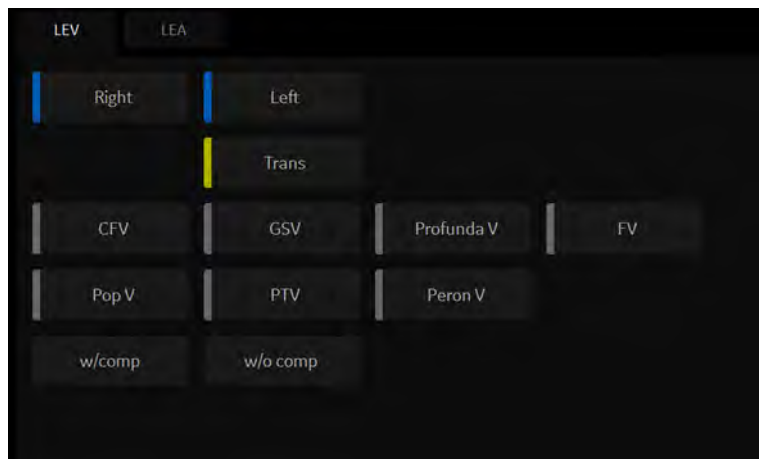 LEV LEA
Right Left
Trans
CFV GSV Profunda V FV
Pop V PTV Peron V
w/comp w/o comp